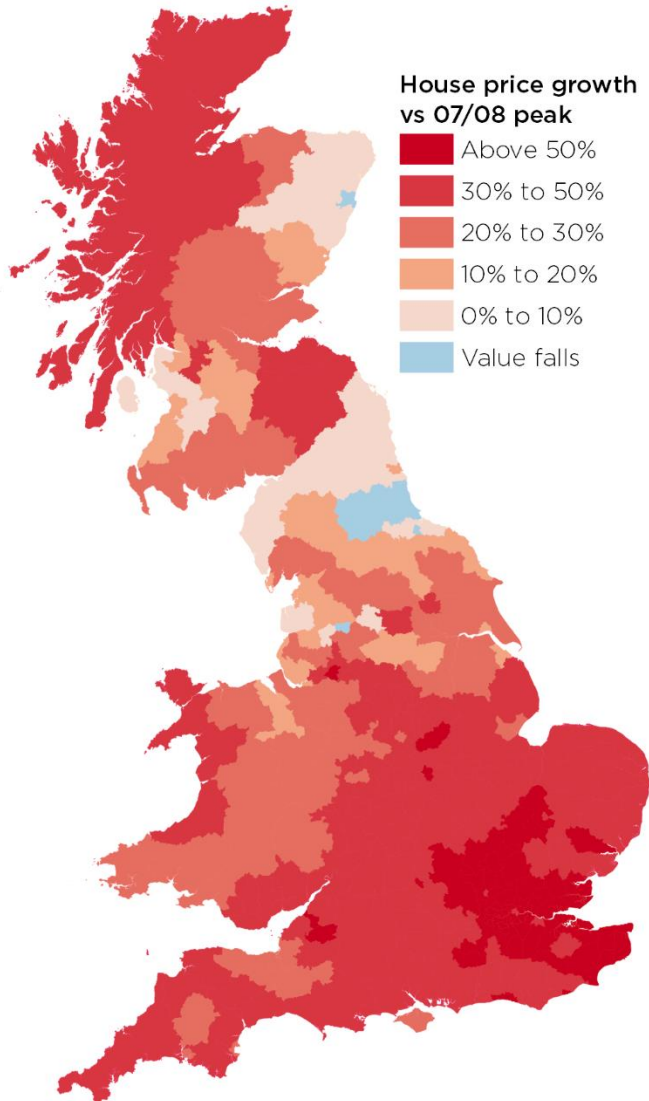 House price growth
vs 07/08 peak
Above 50%
30% to 50%
20% to 30%
10% to 20%
0% to 10%
Value falls